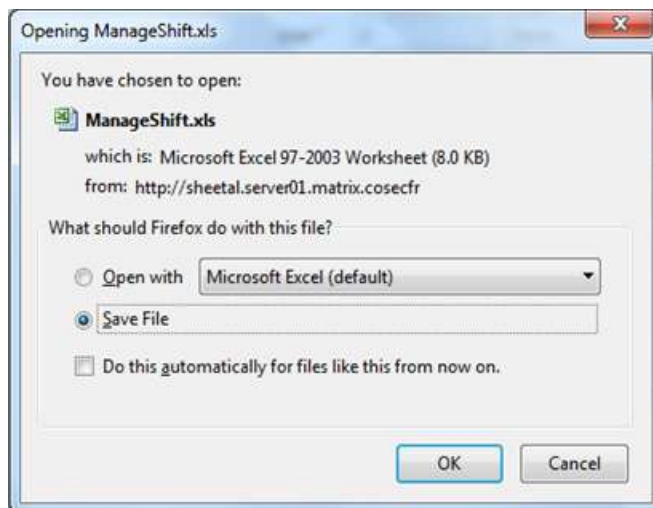 Opening ManageShift.xls
You have chosen to open:
ManageShift.xls
which is: Microsoft Excel 97-2003 Worksheet (8.0 KB)
from: http://sheetal.server01.matrix.cosecfr
What should Firefox do with this file?
Open with Microsoft Excel (default)
Save File
Do this automatically for files like this from now on.
OK Cancel